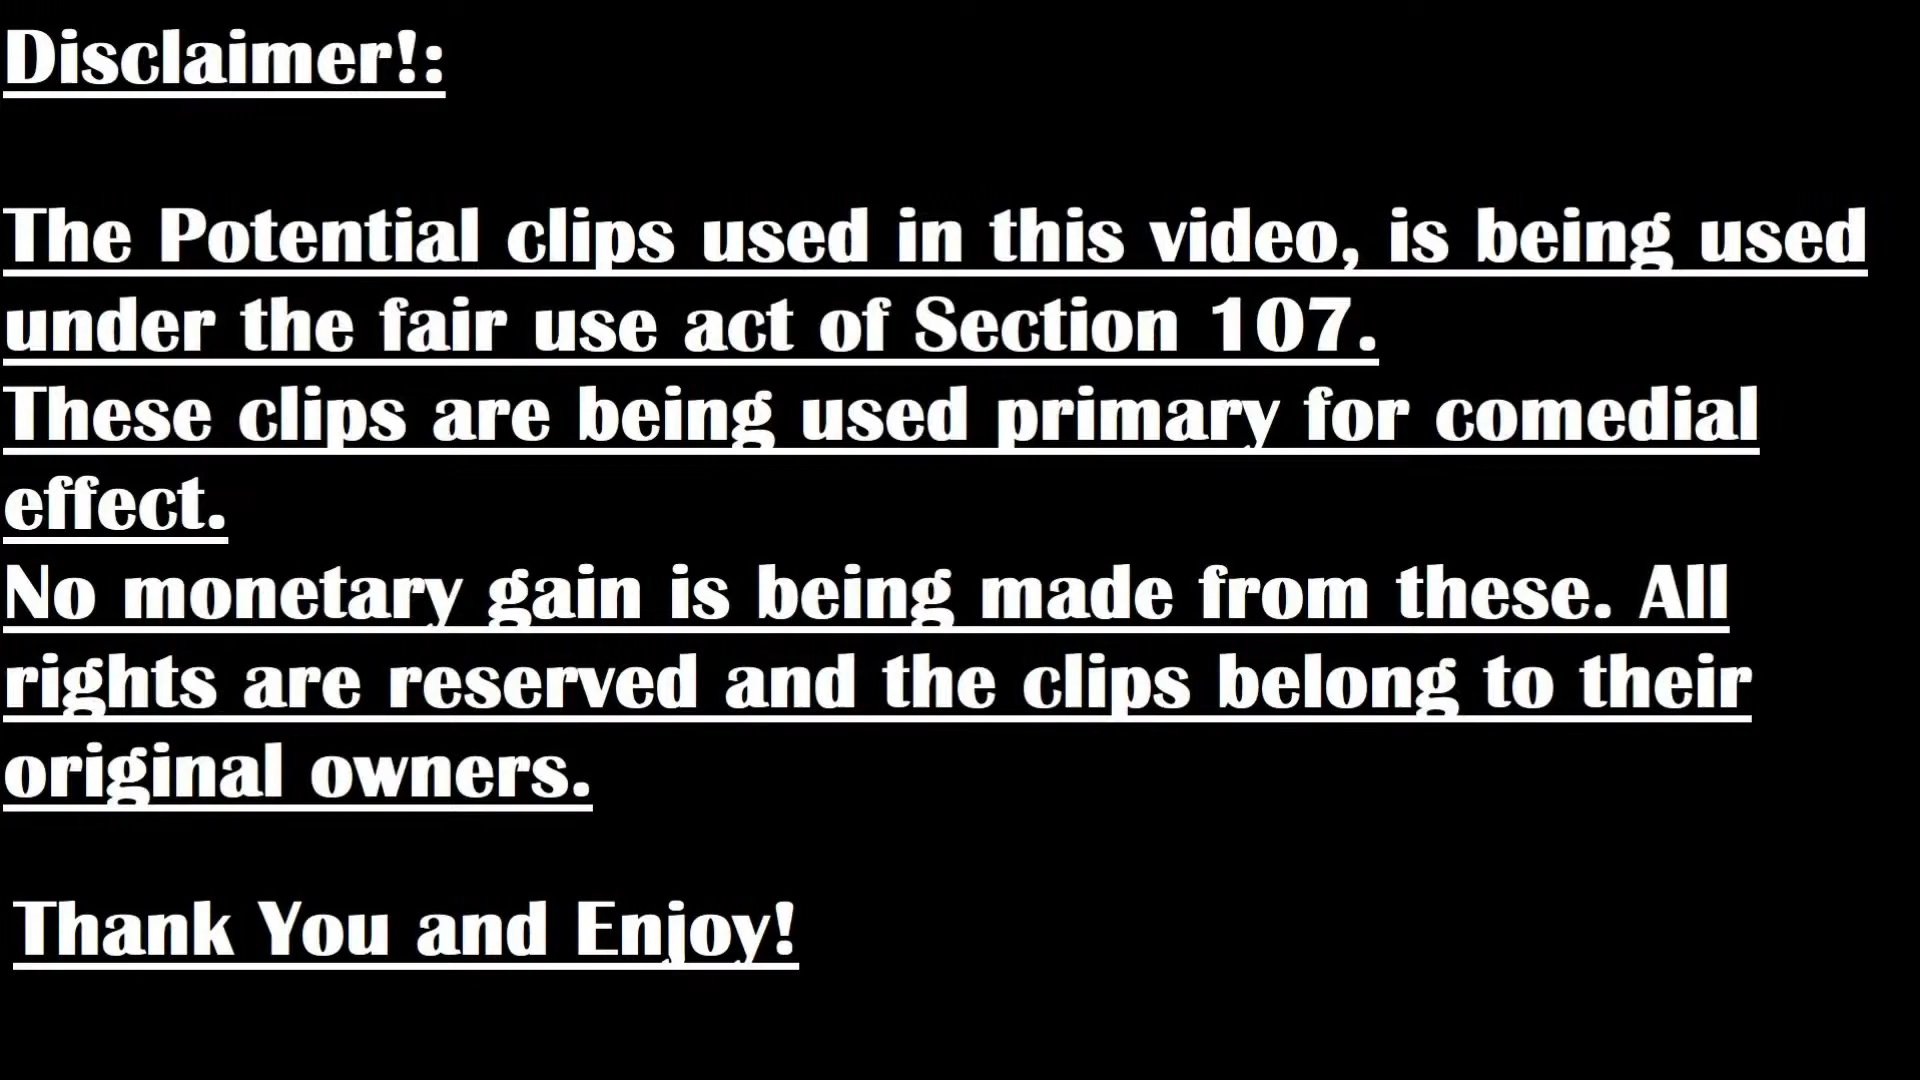 Disclaimer!:
The Potential clips used in this video, is being used
under the fair use act of Section 107.
These clips are being used primary for comedial
effect.
No monetary gain is being made from these. All
rights are reserved and the clips belong to their
original owners.
Thank You and Enjoy!